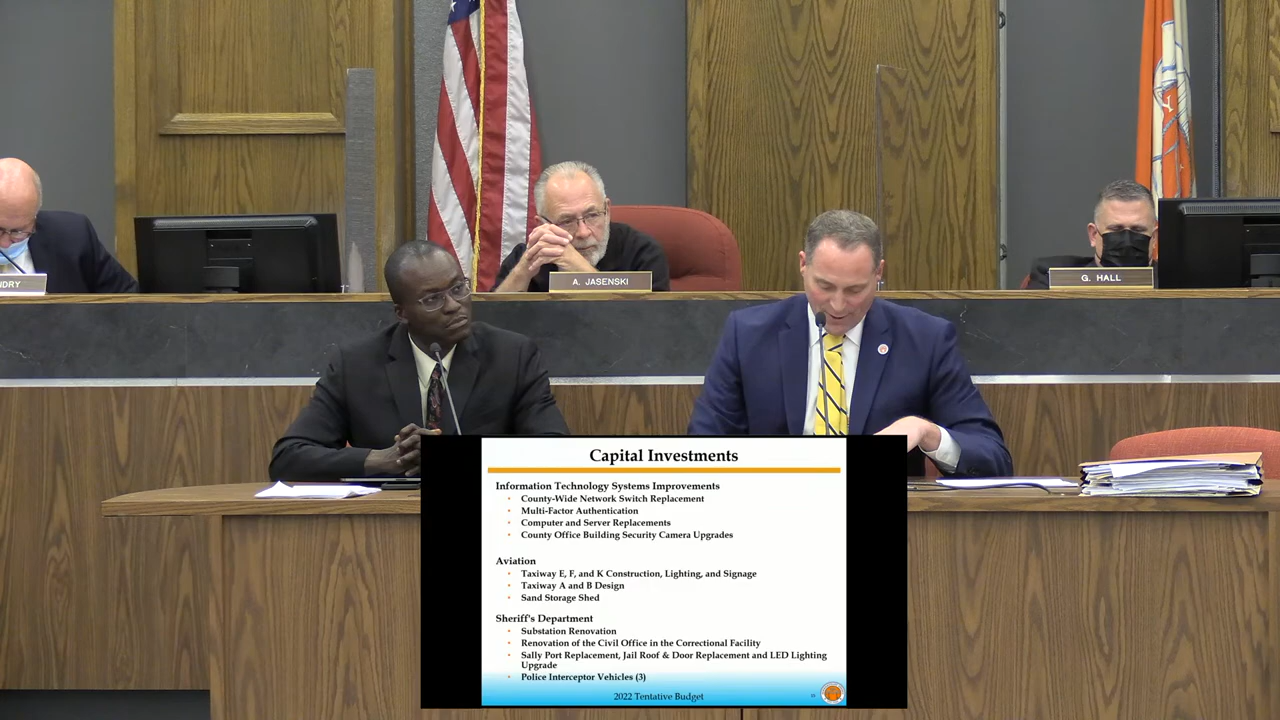 A. JASENSKI
G. HALL
Capital Investments
Information Technology Systems Improvements
• County-Wide Network Switch Replacement
• Multi-Factor Authentication
• Computer and Server Replacements
• County Office Building Security Camera Upgrades
Aviation
• Taxiway E, F, and K Construction, Lighting, and Signage
• Taxiway A and B Design
• Sand Storage Shed
Sheriff's Department
• Substation Renovation
• Renovation of the Civil Office in the Correctional Facility
• Sally Port Replacement, Jail Roof & Door Replacement and LED Lighting
Upgrade
• Police Interceptor Vehicles (3)
2022 Tentative Budget